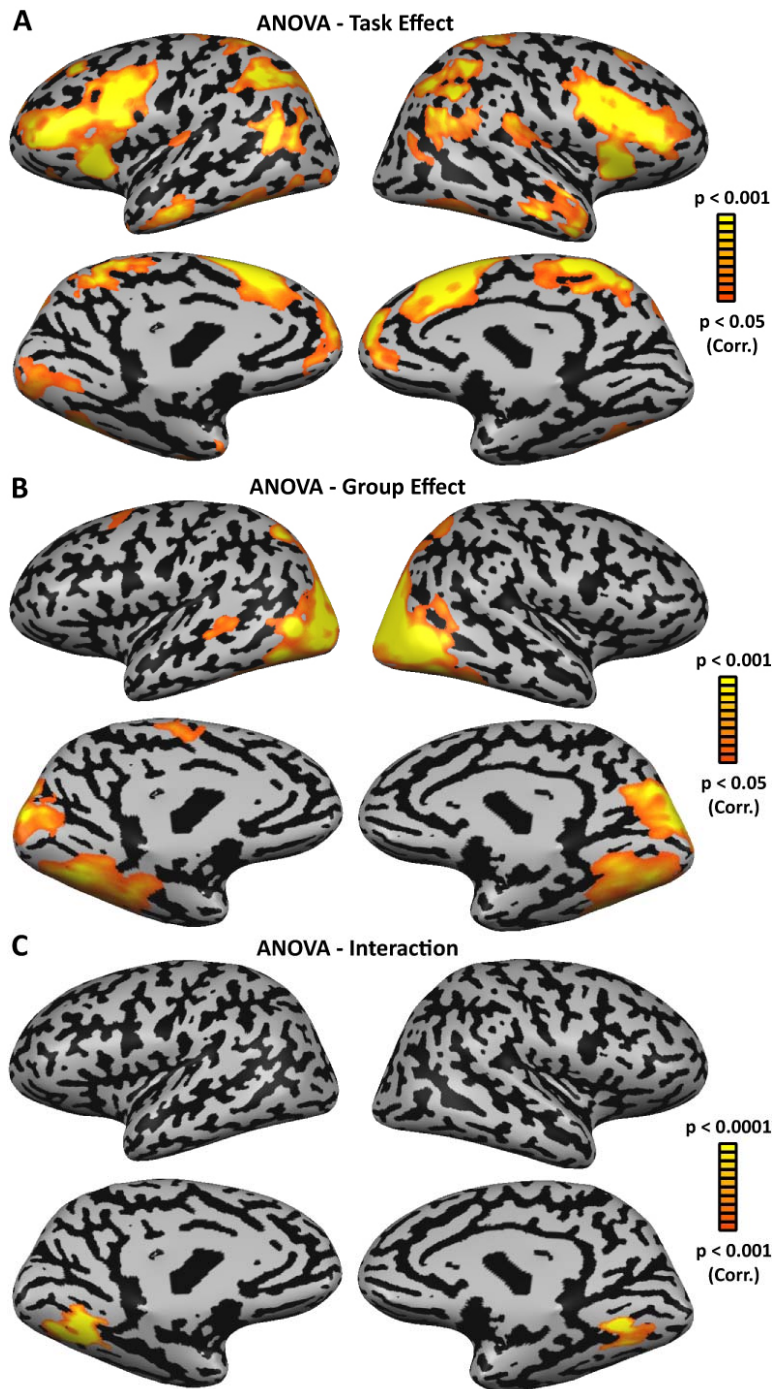 A
ANOVA - Task Effect
p < 0.001
p < 0.05
(Corr.)
B
ANOVA - Group Effect
p < 0.001
p < 0.05
(Corr.)
C
ANOVA - Interaction
p < 0.0001
p < 0.001
(Corr.)